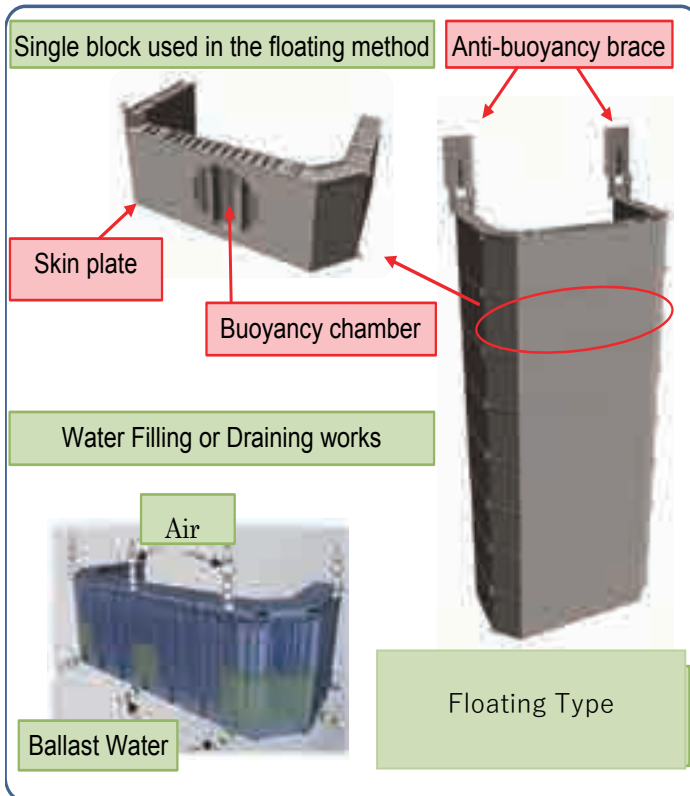 Single block used in the floating method
Anti-buoyancy brace
Skin plate
Buoyancy chamber
Water Filling or Draining works
Air
Ballast Water
Floating Type